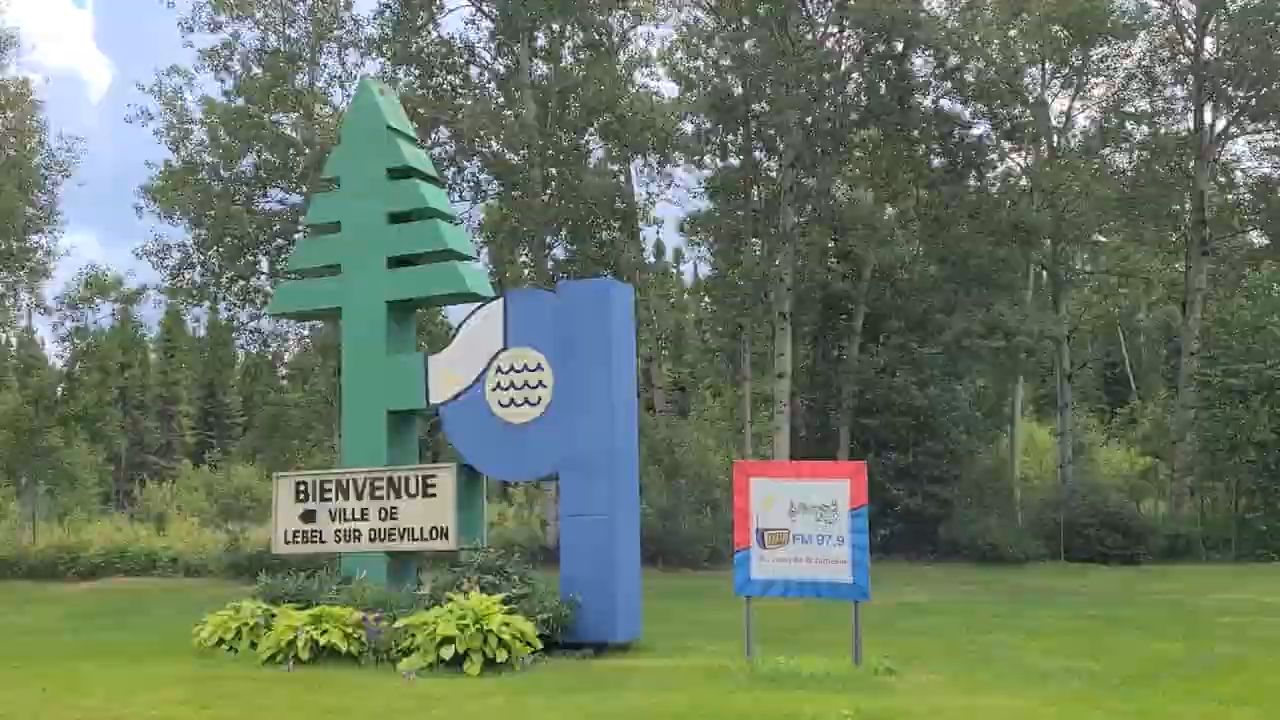 BIENVENUE
VILLE DE
LEBEL SUR QUEVILLON
FM 97,9